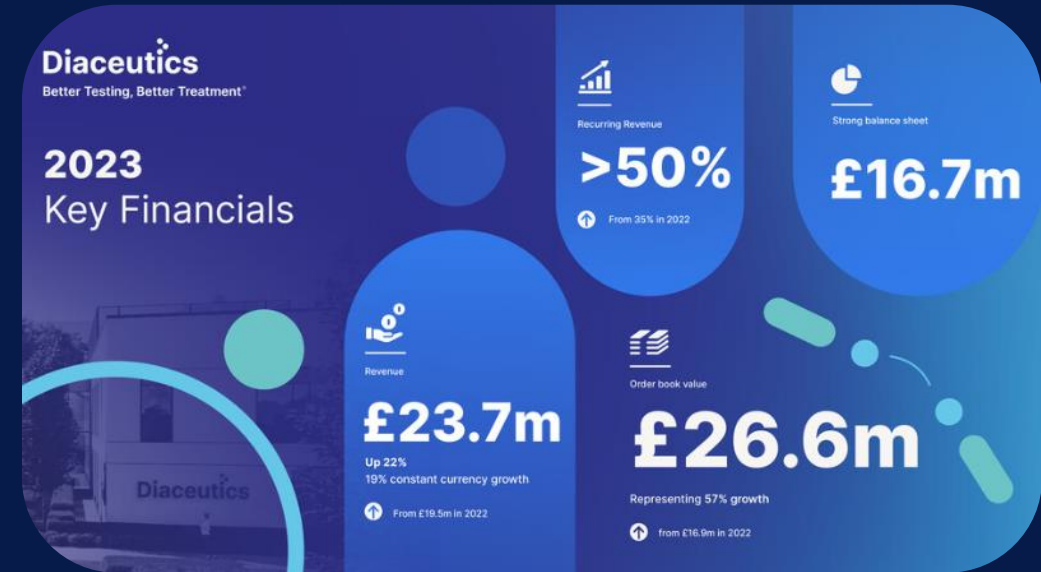 Diaceutics
Better Testing, Better Treatment®
2023
Key Financials
Recurring Revenue
>50%
From 35% in 2022
Strong balance sheet
£16.7m
Revenue
£23.7m
Up 22%
19% constant currency growth
From £19.5m in 2022
Order book value
£26.6m
Representing 57% growth
from £16.9m in 2022
Diaceutics